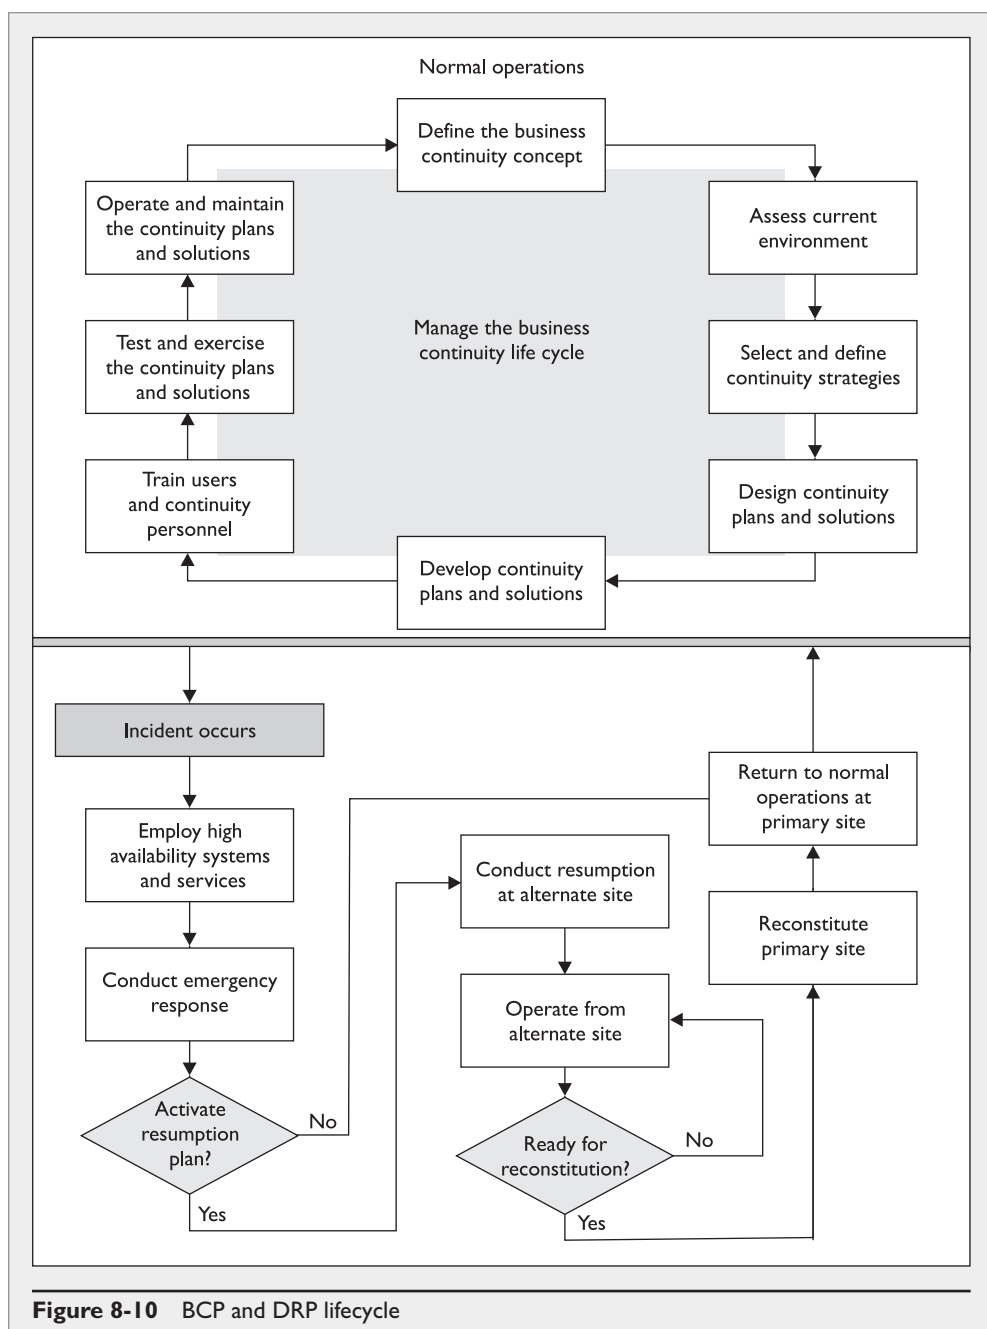 Normal operations
Define the business
continuity concept
Operate and maintain
the continuity plans
and solutions
Assess current
environment
Manage the business
continuity life cycle
Test and exercise
the continuity plans
and solutions
Select and define
continuity strategies
Train users
and continuity
personnel
Design continuity
plans and solutions
Develop continuity
plans and solutions
Incident occurs
Employ high
availability systems
and services
Conduct emergency
response
Activate
resumption
plan?
No
Yes
Conduct resumption
at alternate site
Operate from
alternate site
Ready for
reconstitution?
No
Yes
Return to normal
operations at
primary site
Reconstitute
primary site
Figure 8-10 BCP and DRP lifecycle